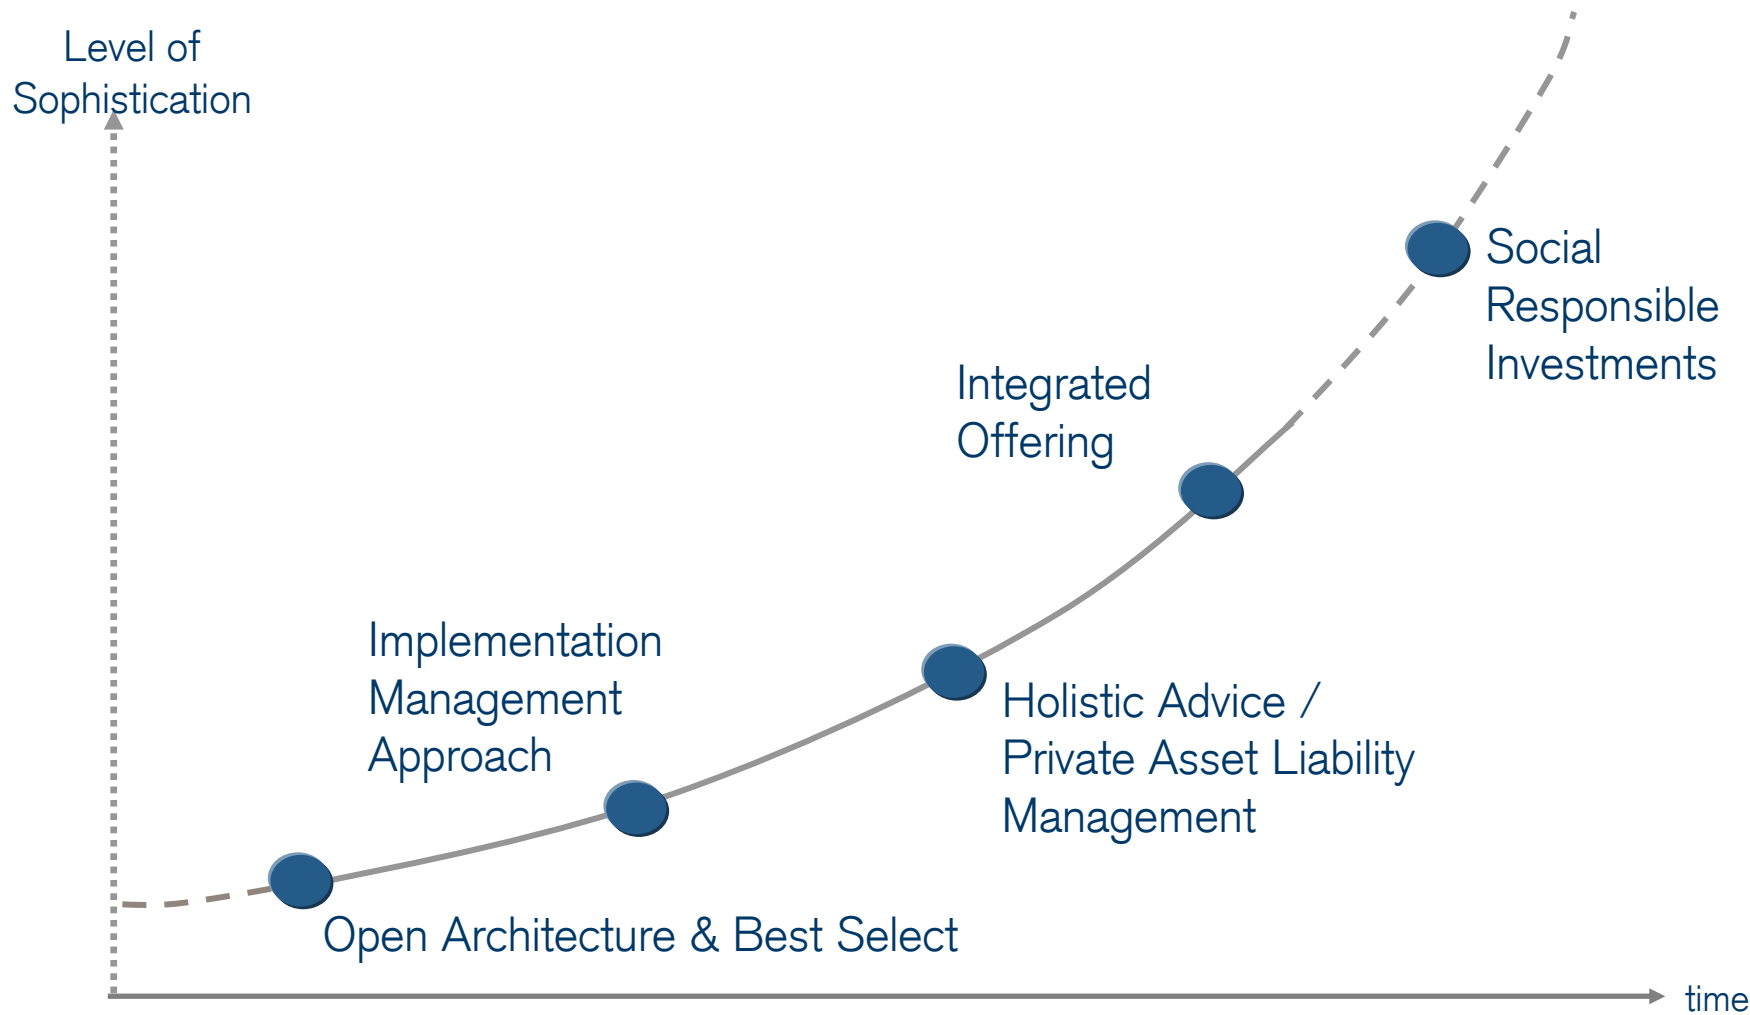 Level of
Sophistication
Social
Responsible
Investments
Integrated
Offering
Implementation
Management
Approach
Holistic Advice /
Private Asset Liability
Management
Open Architecture & Best Select
time